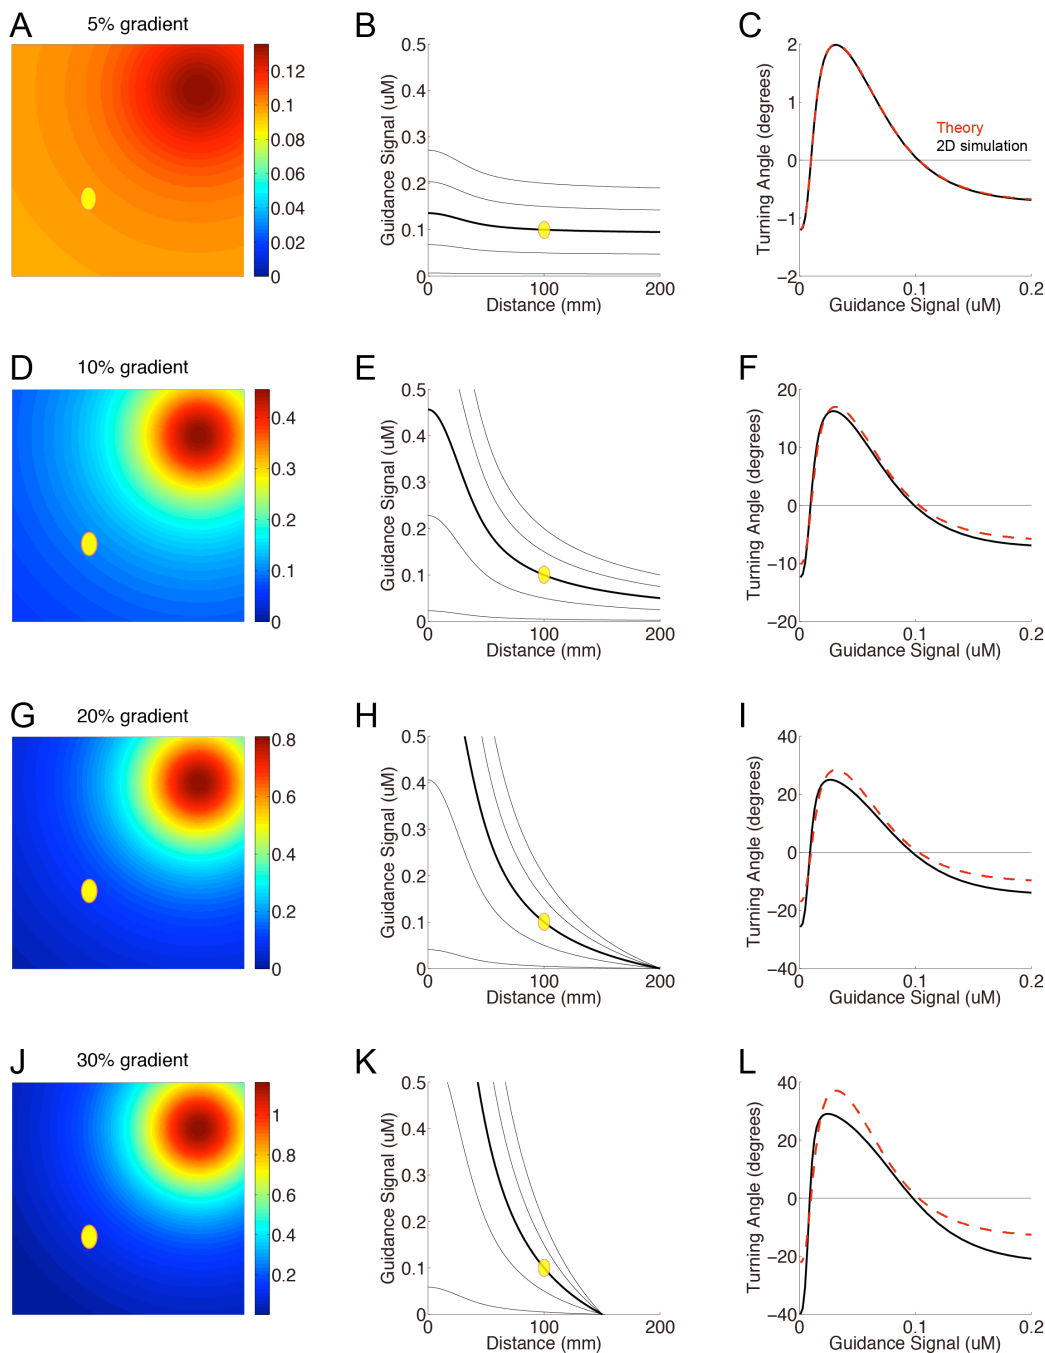 A
5% gradient
0.12
0.1
0.08
0.06
0.04
0.02
0
B
Guidance Signal (uM)
0.5
0.4
0.3
0.2
0.1
0
0 100 200
Distance (mm)
C
Turning Angle (degrees)
2
1
0
−1
−2
Theory
2D simulation
0 0.1 0.2
Guidance Signal (uM)
D
10% gradient
0.4
0.3
0.2
0.1
0
E
Guidance Signal (uM)
0.5
0.4
0.3
0.2
0.1
0
0 100 200
Distance (mm)
F
Turning Angle (degrees)
20
10
0
−10
−20
0 0.1 0.2
Guidance Signal (uM)
G
20% gradient
0.8
0.6
0.4
0.2
0
H
Guidance Signal (uM)
0.5
0.4
0.3
0.2
0.1
0
0 100 200
Distance (mm)
I
Turning Angle (degrees)
40
20
0
−20
−40
0 0.1 0.2
Guidance Signal (uM)
J
30% gradient
1
0.8
0.6
0.4
0.2
K
Guidance Signal (uM)
0.5
0.4
0.3
0.2
0.1
0
0 100 200
Distance (mm)
L
Turning Angle (degrees)
40
20
0
−20
−40
0 0.1 0.2
Guidance Signal (uM)